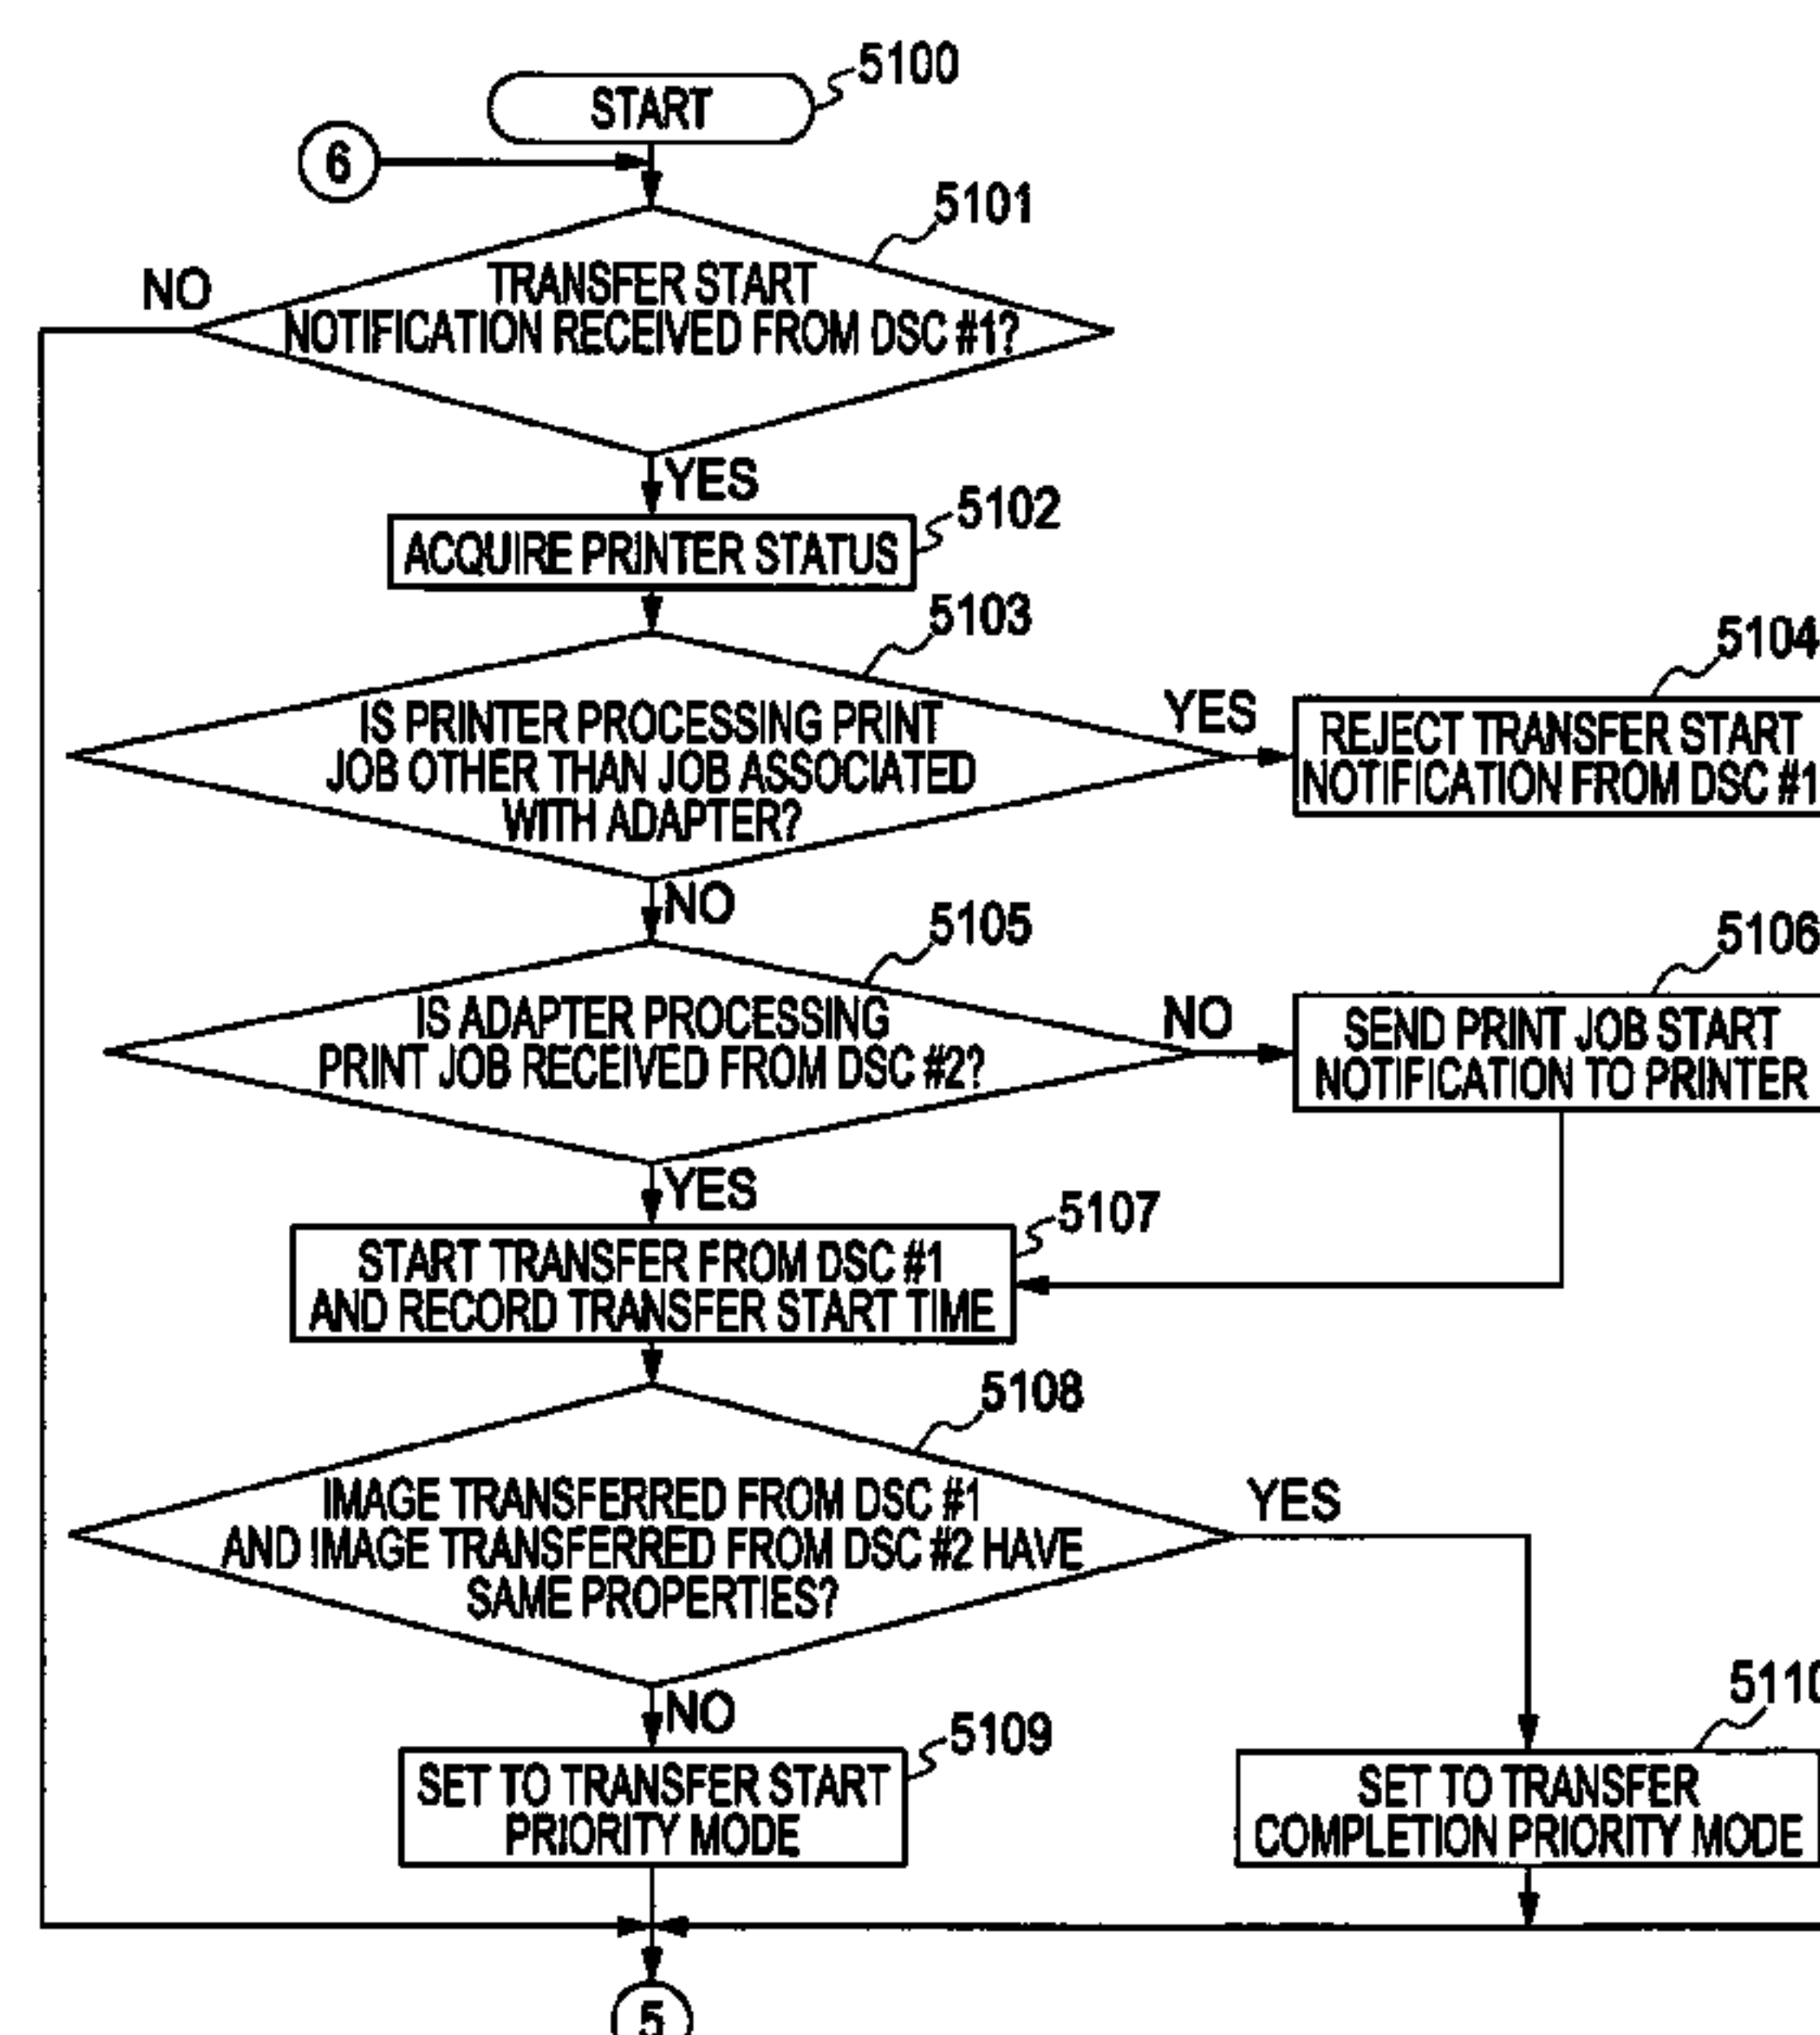 5100
START
6
5101
NO
TRANSFER START
NOTIFICATION RECEIVED FROM DSC #1?
YES
5102
ACQUIRE PRINTER STATUS
5103
5104
IS PRINTER PROCESSING PRINT
JOB OTHER THAN JOB ASSOCIATED
WITH ADAPTER?
YES
REJECT TRANSFER START
NOTIFICATION FROM DSC #1
NO
5105
5106
IS ADAPTER PROCESSING
PRINT JOB RECEIVED FROM DSC #2?
NO
SEND PRINT JOB START
NOTIFICATION TO PRINTER
YES
5107
START TRANSFER FROM DSC #1
AND RECORD TRANSFER START TIME
5108
IMAGE TRANSFERRED FROM DSC #1
AND IMAGE TRANSFERRED FROM DSC #2 HAVE
SAME PROPERTIES?
YES
NO
5109
5110
SET TO TRANSFER START
PRIORITY MODE
SET TO TRANSFER
COMPLETION PRIORITY MODE
5